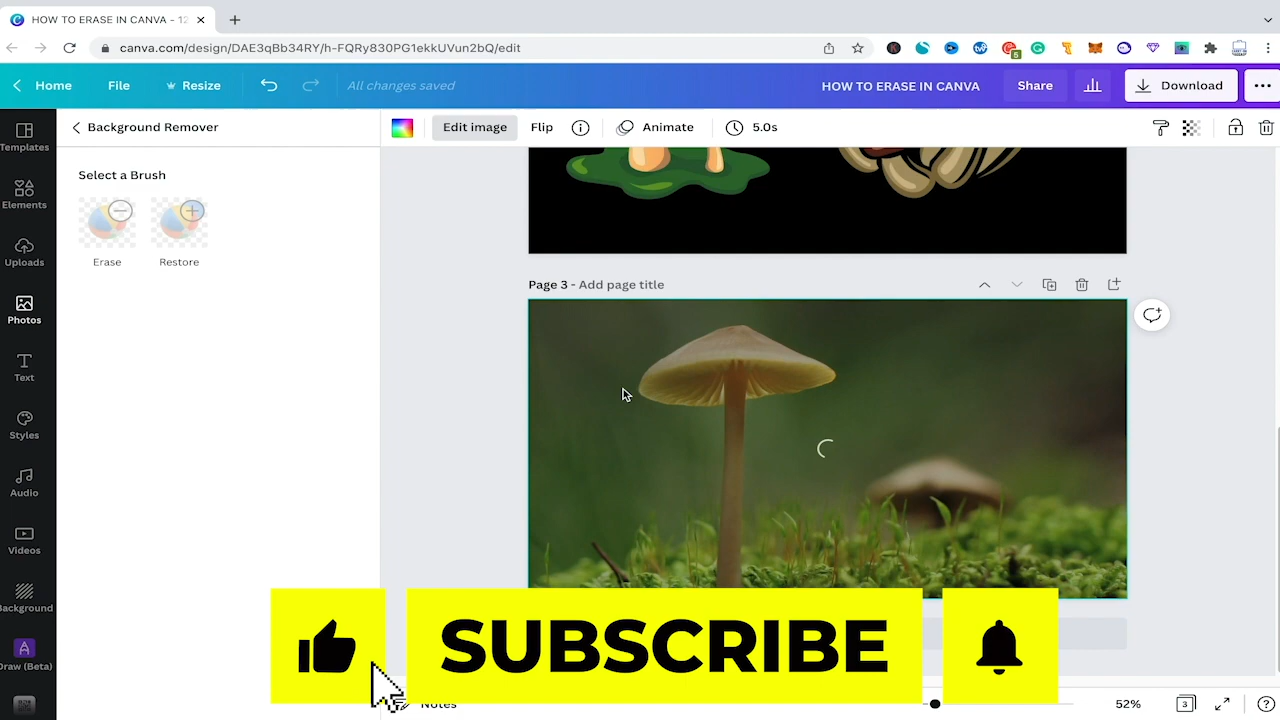 HOW TO ERASE IN CANVA - 12
canva.com/design/DAE3qBb34RY/h-FQRy830PG1ekkUVun2bQ/edit
5
Home File Resize All changes saved HOW TO ERASE IN CANVA Share Download
Background Remover
Edit image Flip Animate 5.0s
Templates
Elements
Uploads
Photos
Text
Styles
Audio
Videos
Background
Draw (Beta)
Select a Brush
Erase Restore
Page 3 - Add page title
SUBSCRIBE
Notes 52% 3